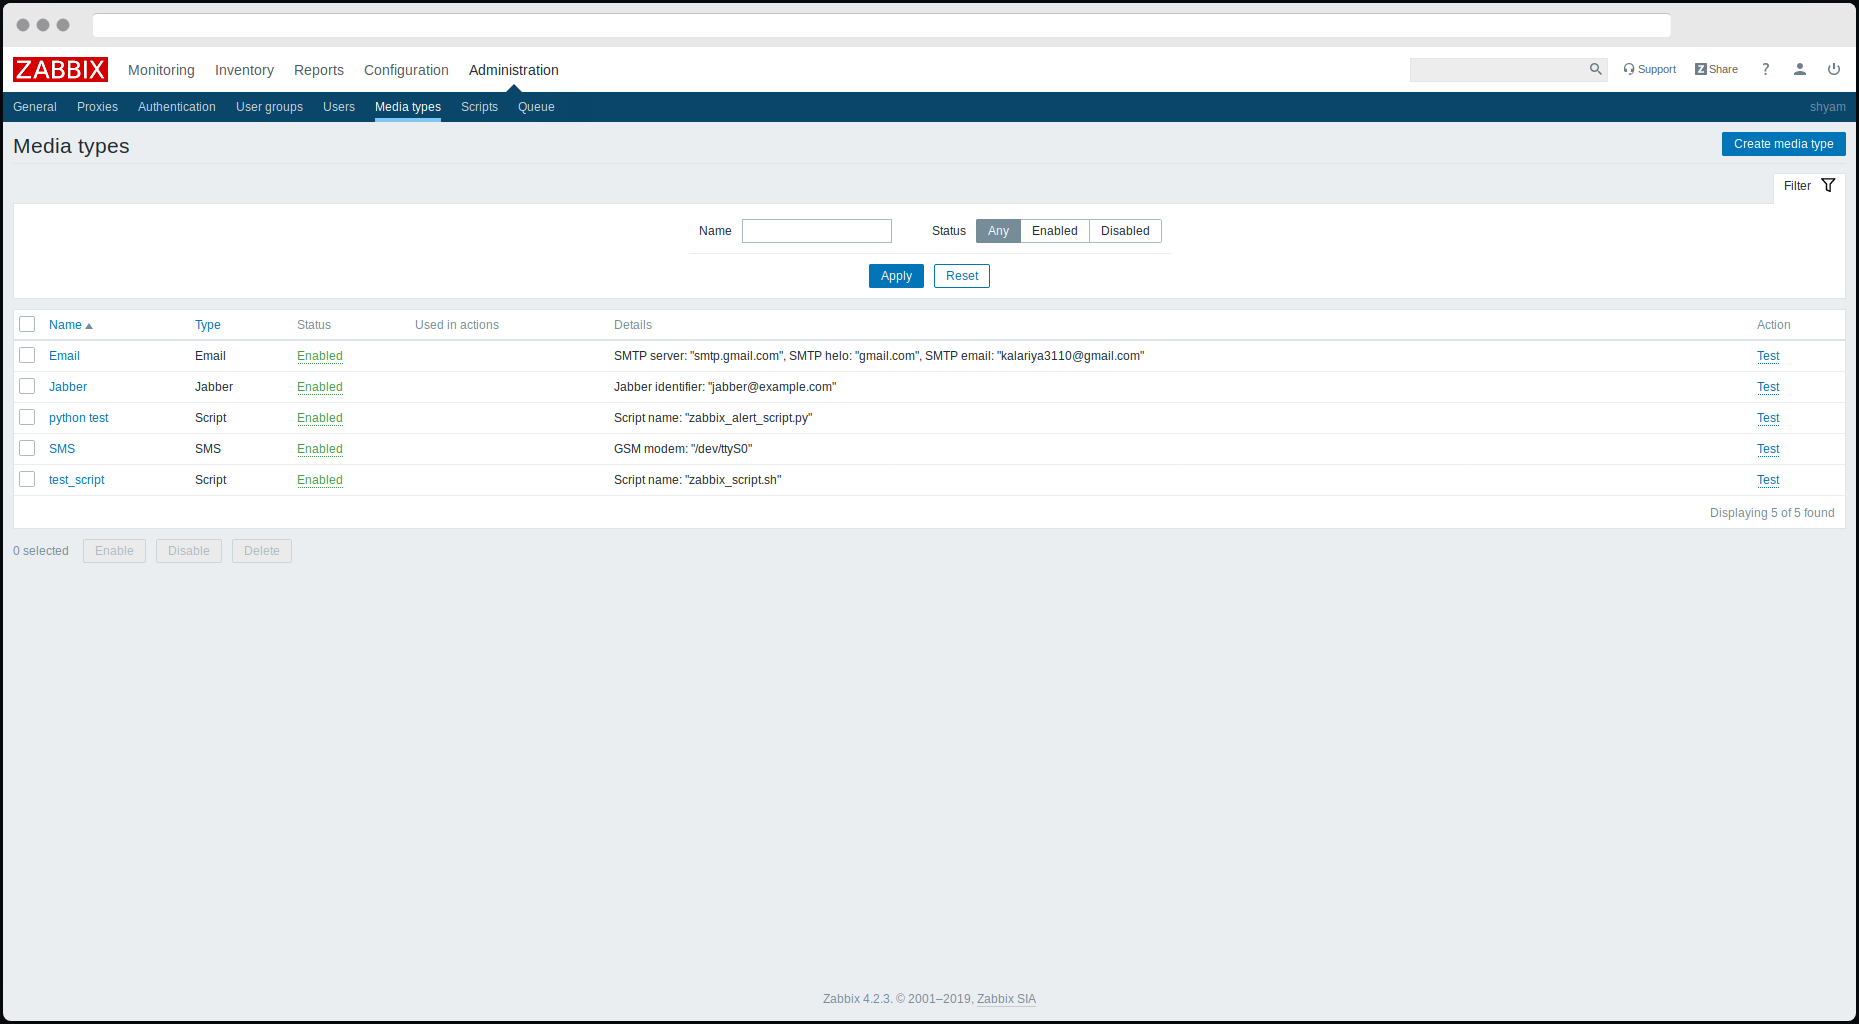 ZABBIX Monitoring Inventory Reports Configuration Administration Support Z Share ?
General Proxies Authentication User groups Users Media types Scripts Queue shyam
Media types Create media type
Filter
Name Status Any Enabled Disabled
Apply Reset
Name Type Status Used in actions Details Action
Email Email Enabled SMTP server: "smtp.gmail.com", SMTP helo: "gmail.com", SMTP email: "kalariya3110@gmail.com" Test
Jabber Jabber Enabled Jabber identifier: "jabber@example.com" Test
python test Script Enabled Script name: "zabbix_alert_script.py" Test
SMS SMS Enabled GSM modem: "/dev/ttyS0" Test
test_script Script Enabled Script name: "zabbix_script.sh" Test
Displaying 5 of 5 found
0 selected Enable Disable Delete
Zabbix 4.2.3. © 2001–2019, Zabbix SIA